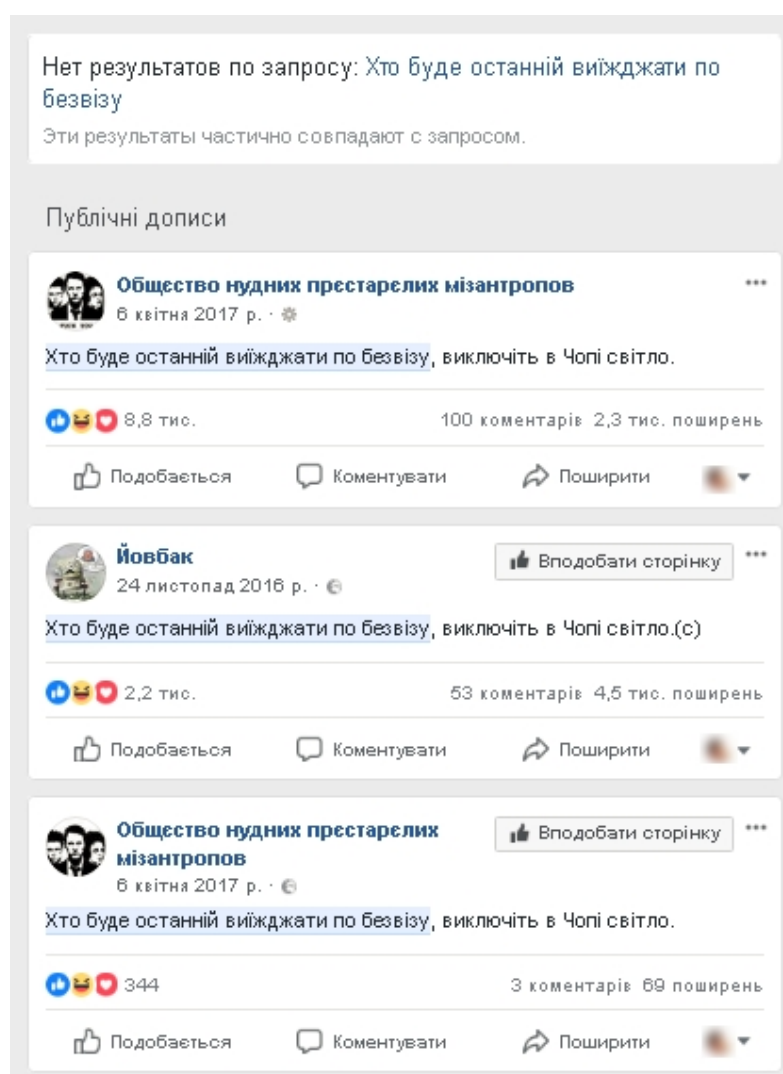 Нет результатов по запросу: Хто буде останній виїжджати по
безвізу
Эти результаты частично совпадают с запросом.
Публічні дописи
Общєство нудних прєстарєлих мізантропов
6 квітня 2017 р.
Хто буде останній виїжджати по безвізу, виключіть в Чопі світло.
8,8 тис. 100 коментарів 2,3 тис. поширень
Подобається Коментувати Поширити
Йовбак
Вподобати сторінку
24 листопад 2016 р.
Хто буде останній виїжджати по безвізу, виключіть в Чопі світло.(с)
2,2 тис. 53 коментарів 4,5 тис. поширень
Подобається Коментувати Поширити
Общєство нудних прєстарєлих
мізантропов
Вподобати сторінку
6 квітня 2017 р.
Хто буде останній виїжджати по безвізу, виключіть в Чопі світло.
344 3 коментарів 69 поширень
Подобається Коментувати Поширити